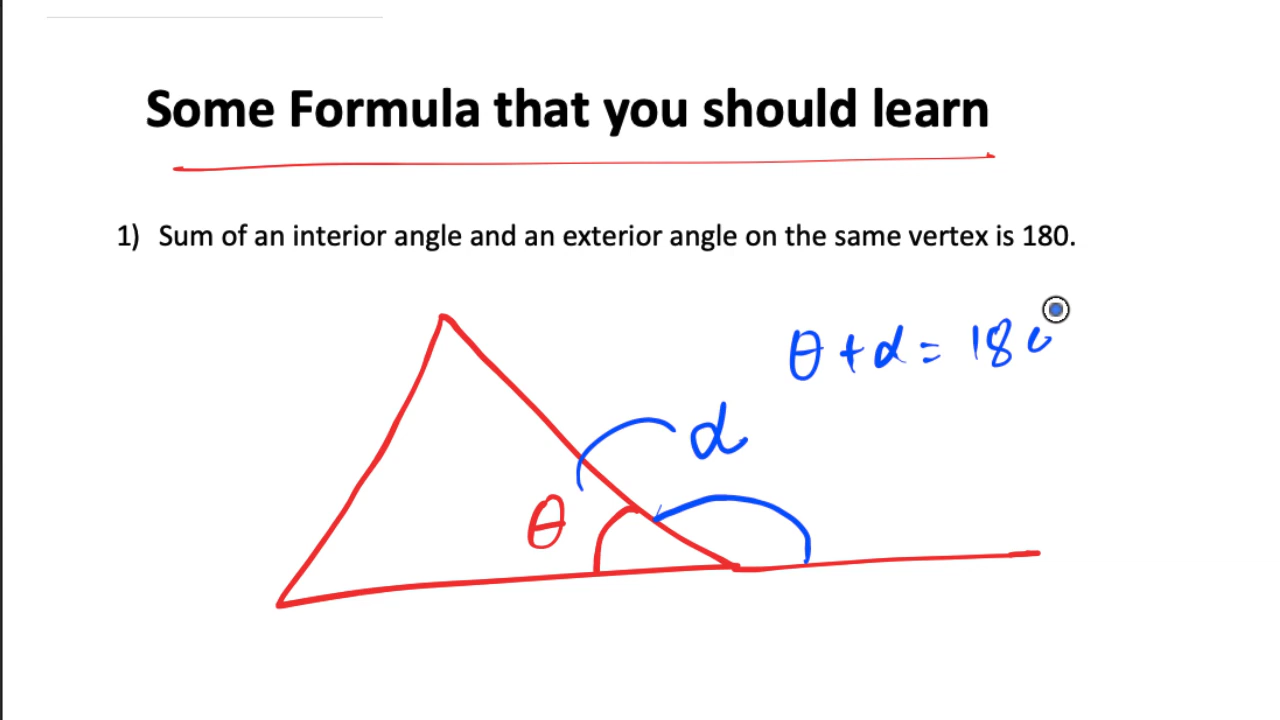 Some Formula that you should learn
1) Sum of an interior angle and an exterior angle on the same vertex is 180.
θ + α = 180
α
θ